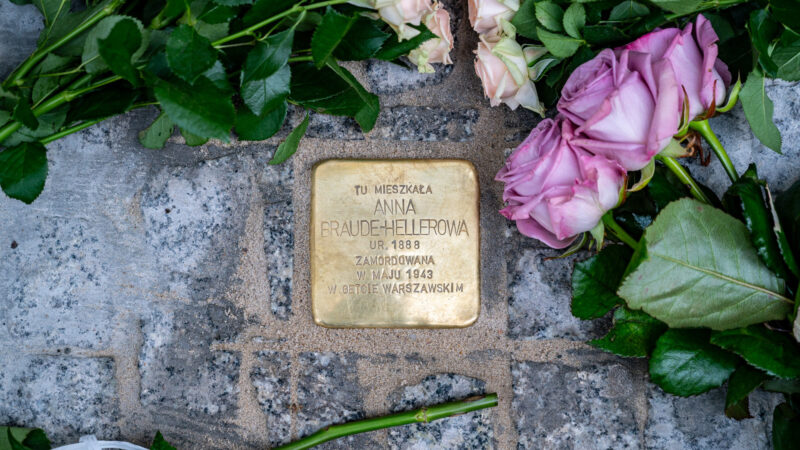 TU MIESZKAŁA
ANNA
BRAUDE-HELLEROWA
UR. 1888
ZAMORDOWANA
W MAJU 1943
W GETCIE WARSZAWSKIM